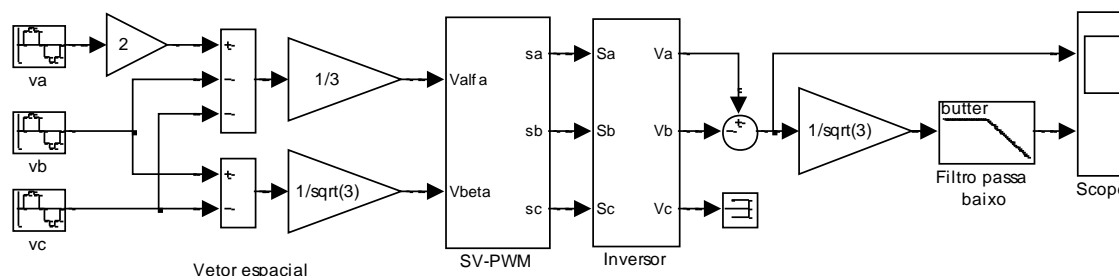 va
2
vb
vc
+
-
-
+
-
1/3
1/sqrt(3)
Vetor espacial
Valfa
Vbeta
sa
sb
sc
SV-PWM
Sa
Sb
Sc
Va
Vb
Vc
Inversor
+
-
1/sqrt(3)
butter
Filtro passa
baixo
Scope